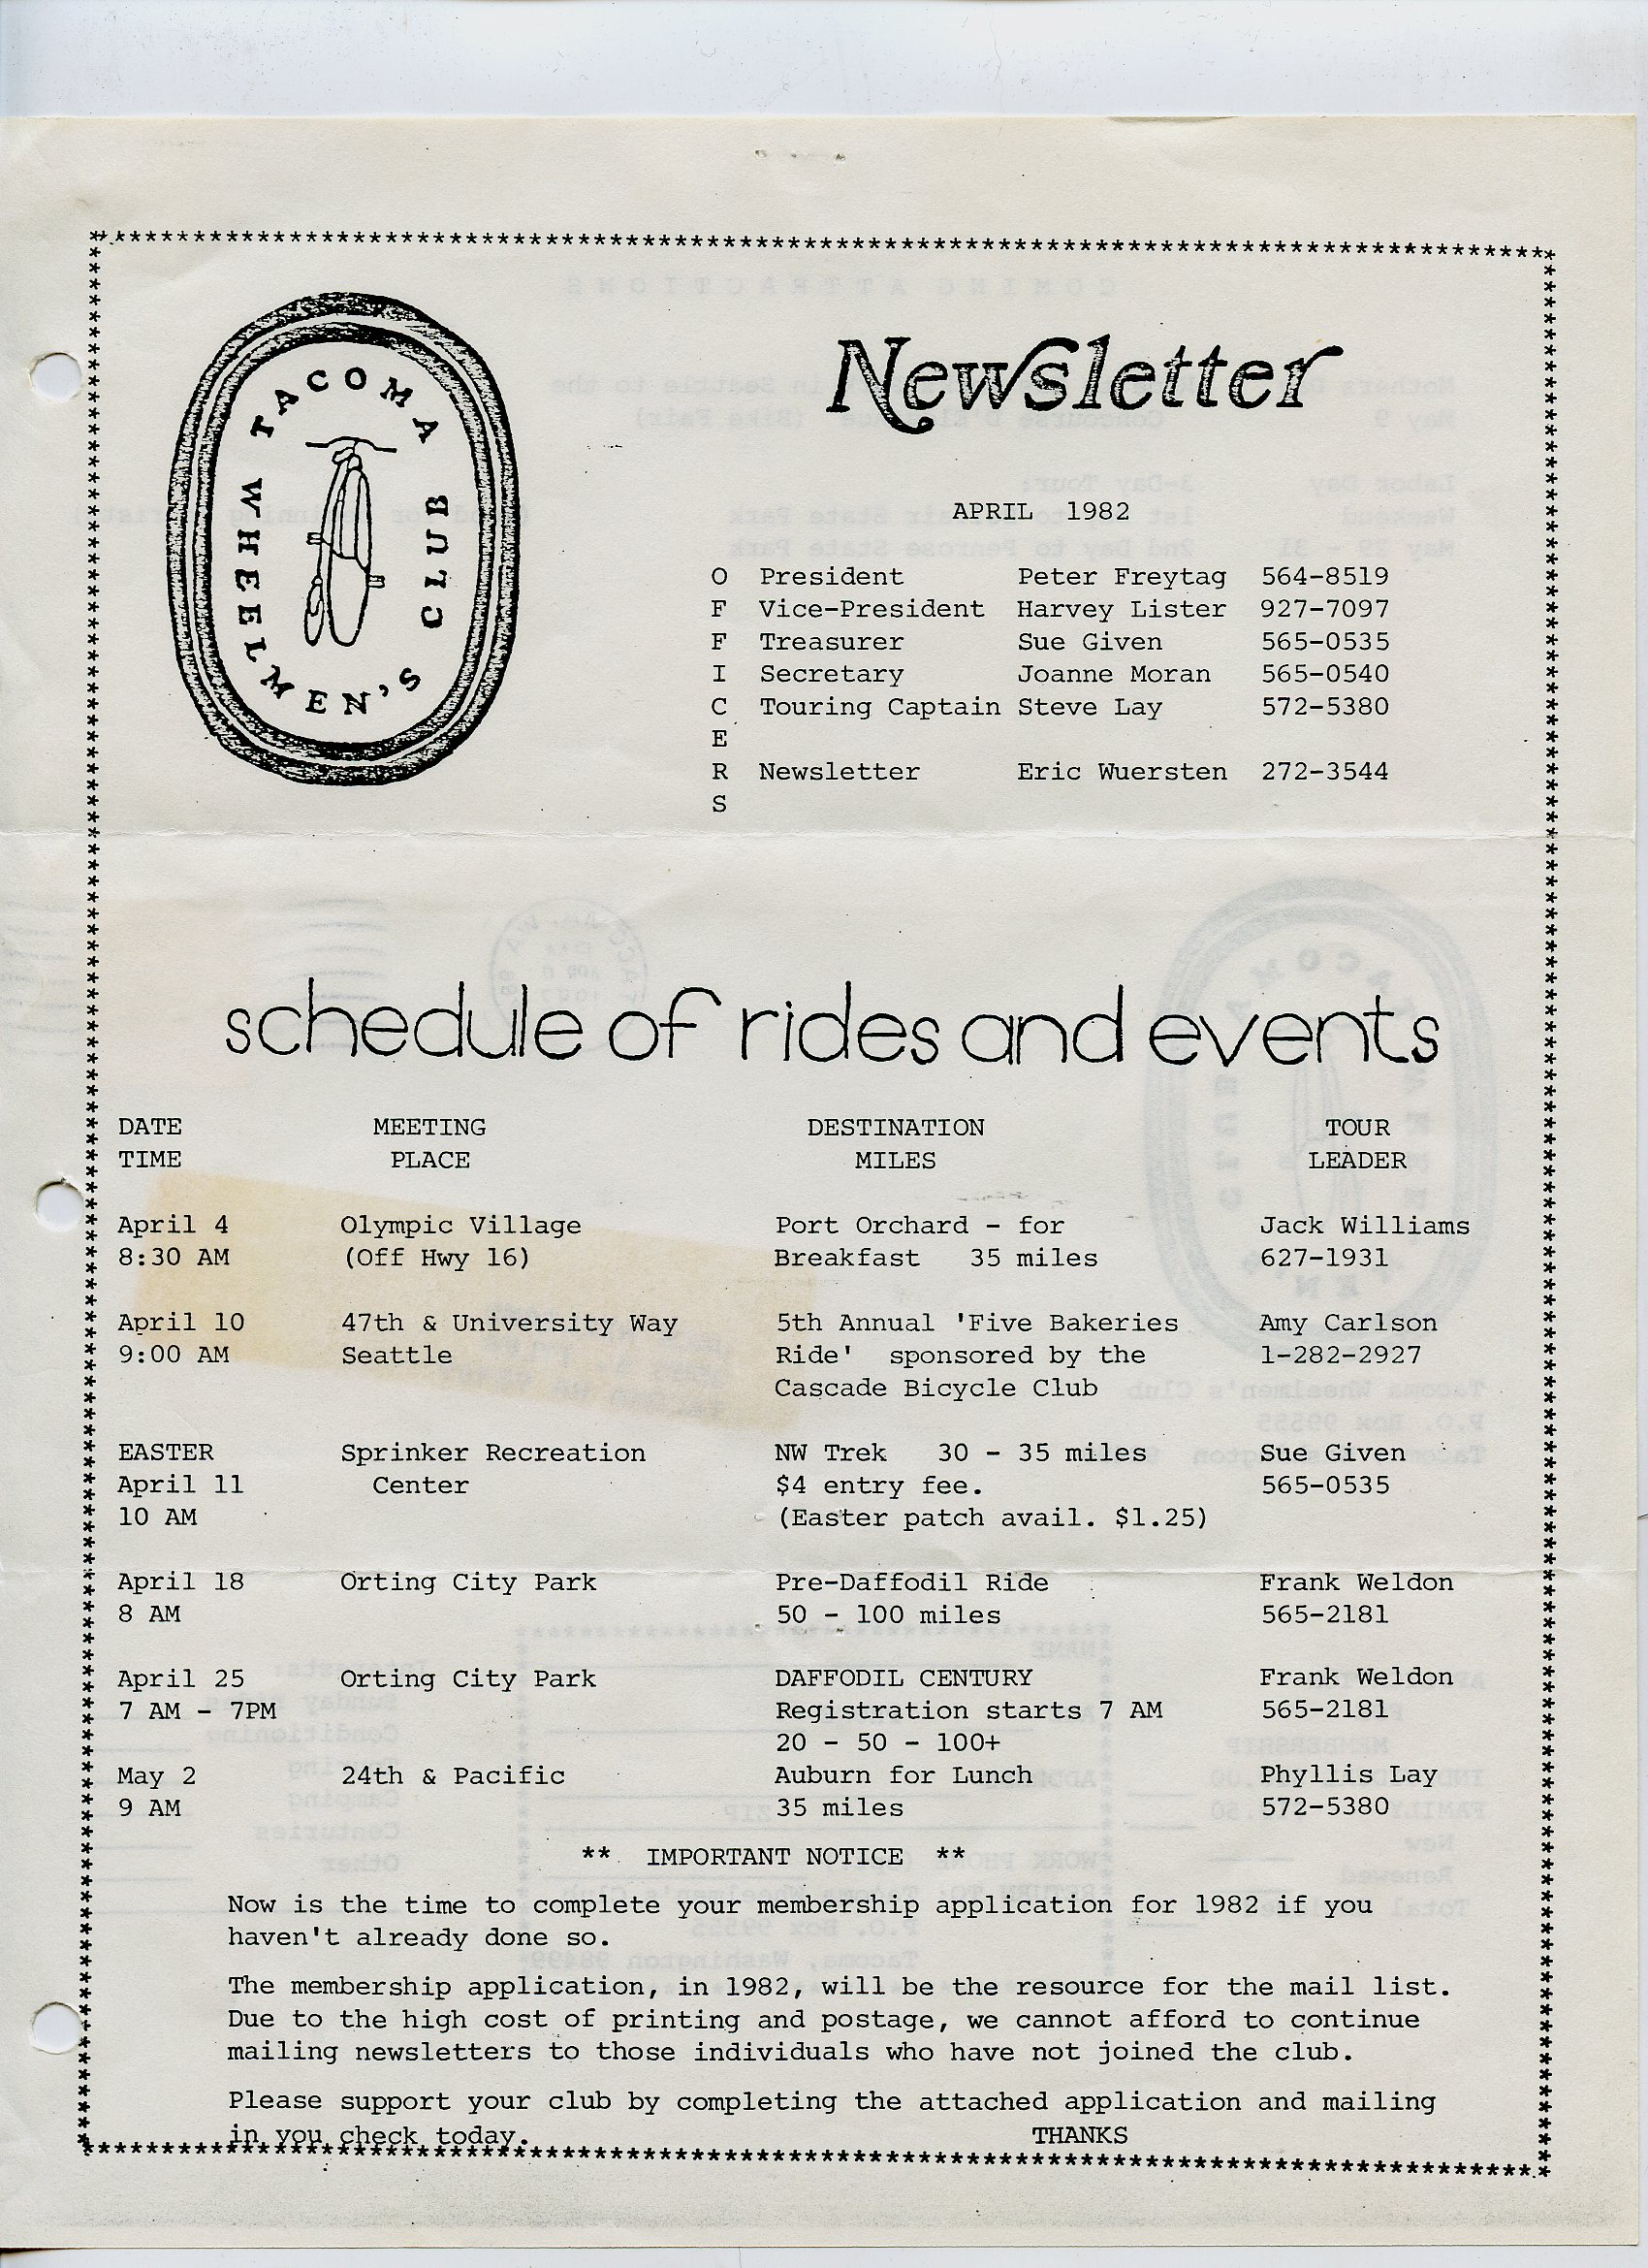 TACOMA
WHEELMEN'S CLUB
Newsletter
APRIL 1982
O President Peter Freytag 564-8519
F Vice-President Harvey Lister 927-7097
F Treasurer Sue Given 565-0535
I Secretary Joanne Moran 565-0540
C Touring Captain Steve Lay 572-5380
E
R Newsletter Eric Wuersten 272-3544
S
schedule of rides and events
DATE MEETING DESTINATION TOUR
TIME PLACE MILES LEADER
April 4 Olympic Village Port Orchard - for Jack Williams
8:30 AM (Off Hwy 16) Breakfast 35 miles 627-1931
April 10 47th & University Way 5th Annual 'Five Bakeries Amy Carlson
9:00 AM Seattle Ride' sponsored by the 1-282-2927
Cascade Bicycle Club
EASTER Sprinker Recreation NW Trek 30 - 35 miles Sue Given
April 11 Center $4 entry fee. 565-0535
10 AM (Easter patch avail. $1.25)
April 18 Orting City Park Pre-Daffodil Ride Frank Weldon
8 AM 50 - 100 miles 565-2181
April 25 Orting City Park DAFFODIL CENTURY Frank Weldon
7 AM - 7PM Registration starts 7 AM 565-2181
20 - 50 - 100+
May 2 24th & Pacific Auburn for Lunch Phyllis Lay
9 AM 35 miles 572-5380
** IMPORTANT NOTICE **
Now is the time to complete your membership application for 1982 if you
haven't already done so.
The membership application, in 1982, will be the resource for the mail list.
Due to the high cost of printing and postage, we cannot afford to continue
mailing newsletters to those individuals who have not joined the club.
Please support your club by completing the attached application and mailing
in you check today. THANKS